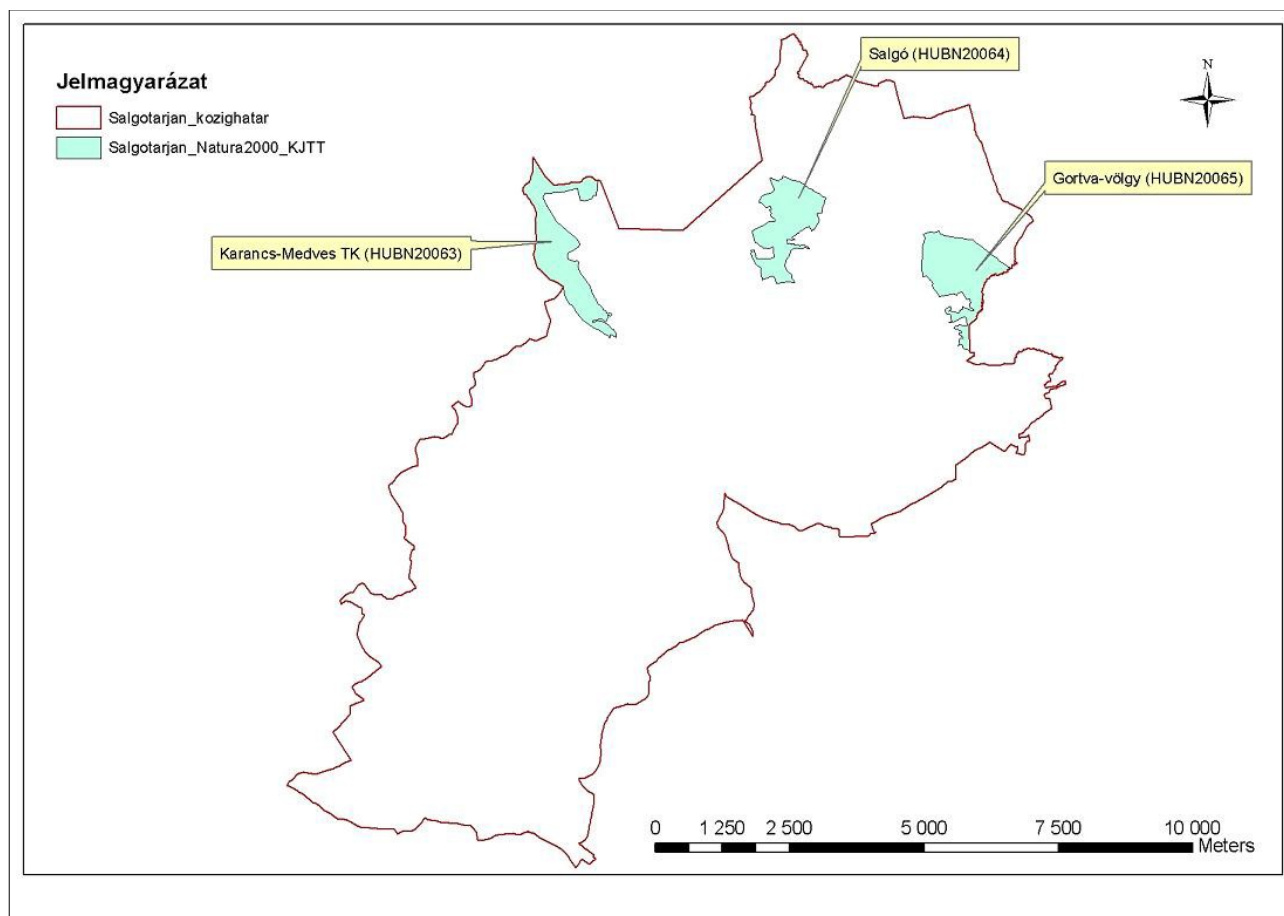 Jelmagyarázat
Salgotarjan_kozighatar
Salgotarjan_Natura2000_KJTT
Salgó (HUBN20064)
N
Gortva-völgy (HUBN20065)
Karancs-Medves TK (HUBN20063)
0 1 250 2 500 5 000 7 500 10 000
Meters